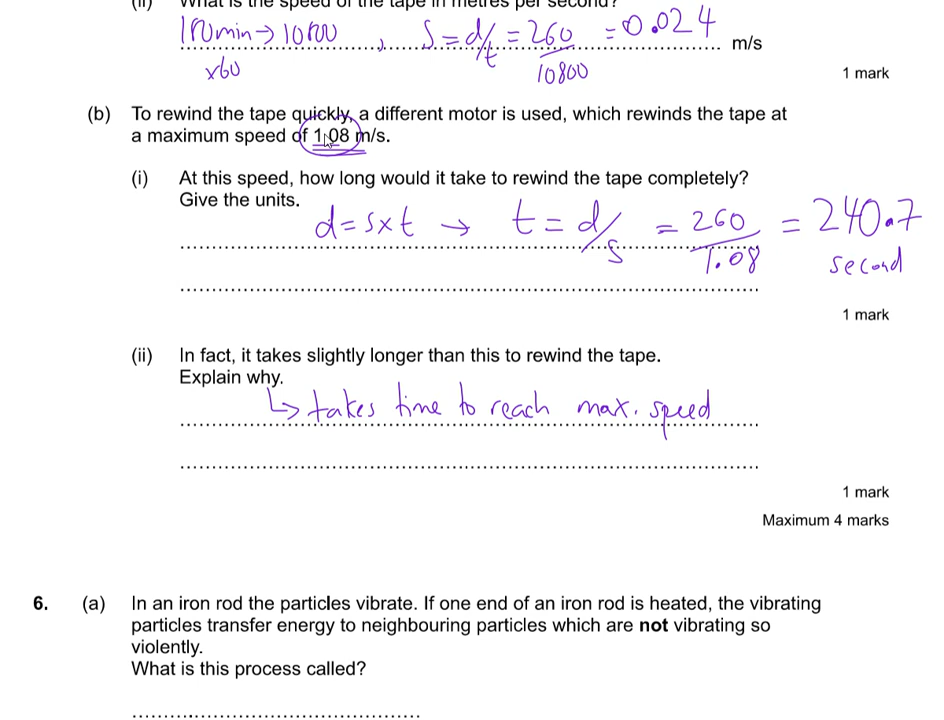 (ii) What is the speed of the tape in metres per second?
180min → 10800 , S = d/t = 260/10800 = 0.024 m/s
x60
1 mark
(b) To rewind the tape quickly, a different motor is used, which rewinds the tape at
a maximum speed of 1.08 m/s.
(i) At this speed, how long would it take to rewind the tape completely?
Give the units.
d = s x t → t = d/s = 260/1.08 = 240.7
second
1 mark
(ii) In fact, it takes slightly longer than this to rewind the tape.
Explain why.
↳ takes time to reach max. speed
1 mark
Maximum 4 marks
6. (a) In an iron rod the particles vibrate. If one end of an iron rod is heated, the vibrating
particles transfer energy to neighbouring particles which are not vibrating so
violently.
What is this process called?